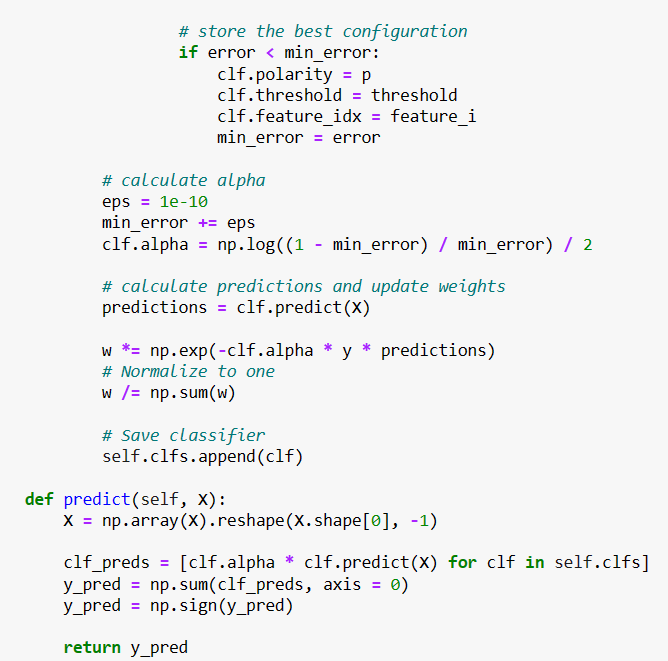 # store the best configuration
if error < min_error:
clf.polarity = p
clf.threshold = threshold
clf.feature_idx = feature_i
min_error = error
# calculate alpha
eps = 1e-10
min_error += eps
clf.alpha = np.log((1 - min_error) / min_error) / 2
# calculate predictions and update weights
predictions = clf.predict(X)
w *= np.exp(-clf.alpha * y * predictions)
# Normalize to one
w /= np.sum(w)
# Save classifier
self.clfs.append(clf)
def predict(self, X):
X = np.array(X).reshape(X.shape[0], -1)
clf_preds = [clf.alpha * clf.predict(X) for clf in self.clfs]
y_pred = np.sum(clf_preds, axis = 0)
y_pred = np.sign(y_pred)
return y_pred